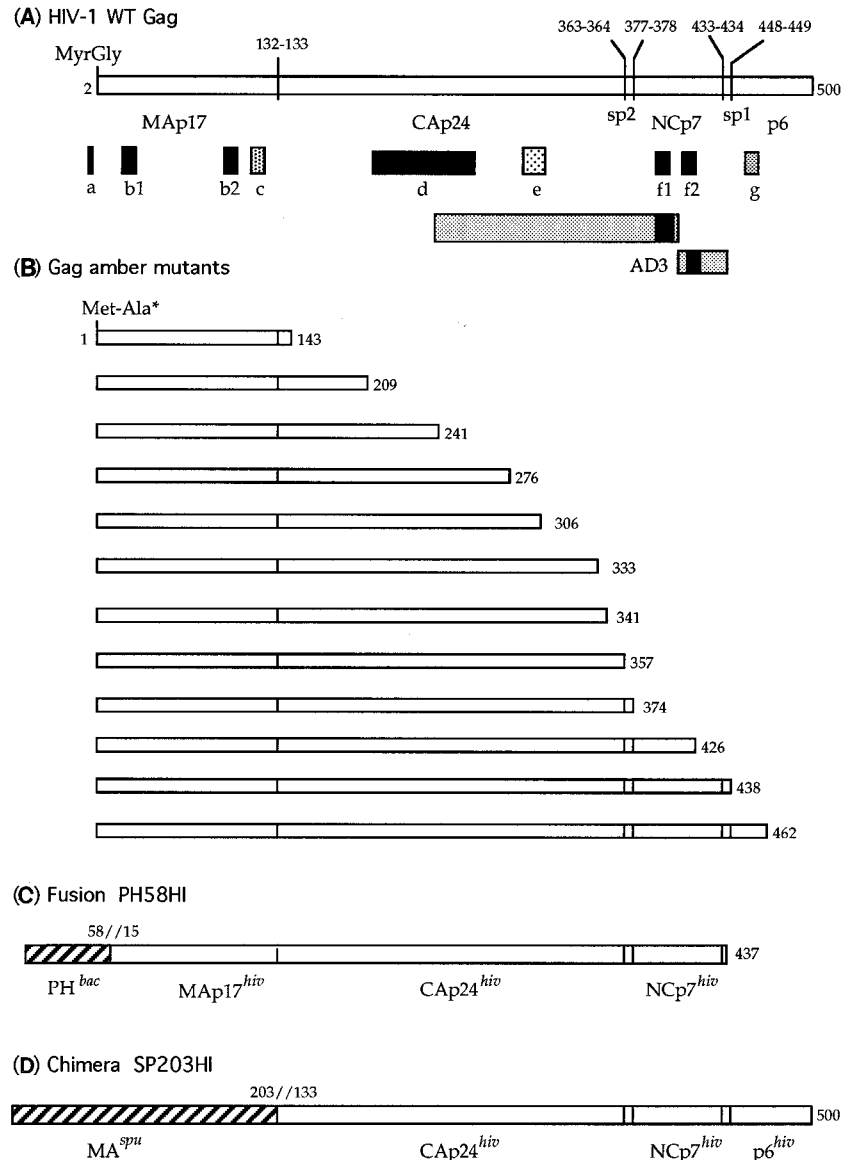 (A) HIV-1 WT Gag
363-364 377-378 433-434 448-449
132-133
MyrGly
2 500
sp2 sp1
MAp17 CAp24 NCp7 p6
a b1 b2 c d e f1 f2 g
AD3
(B) Gag amber mutants
Met-Ala*
1 143
209
241
276
306
333
341
357
374
426
438
462
(C) Fusion PH58HI
58//15
437
PH bac MAp17 hiv CAp24 hiv NCp7 hiv
(D) Chimera SP203HI
203//133
500
MA spu CAp24 hiv NCp7 hiv p6 hiv